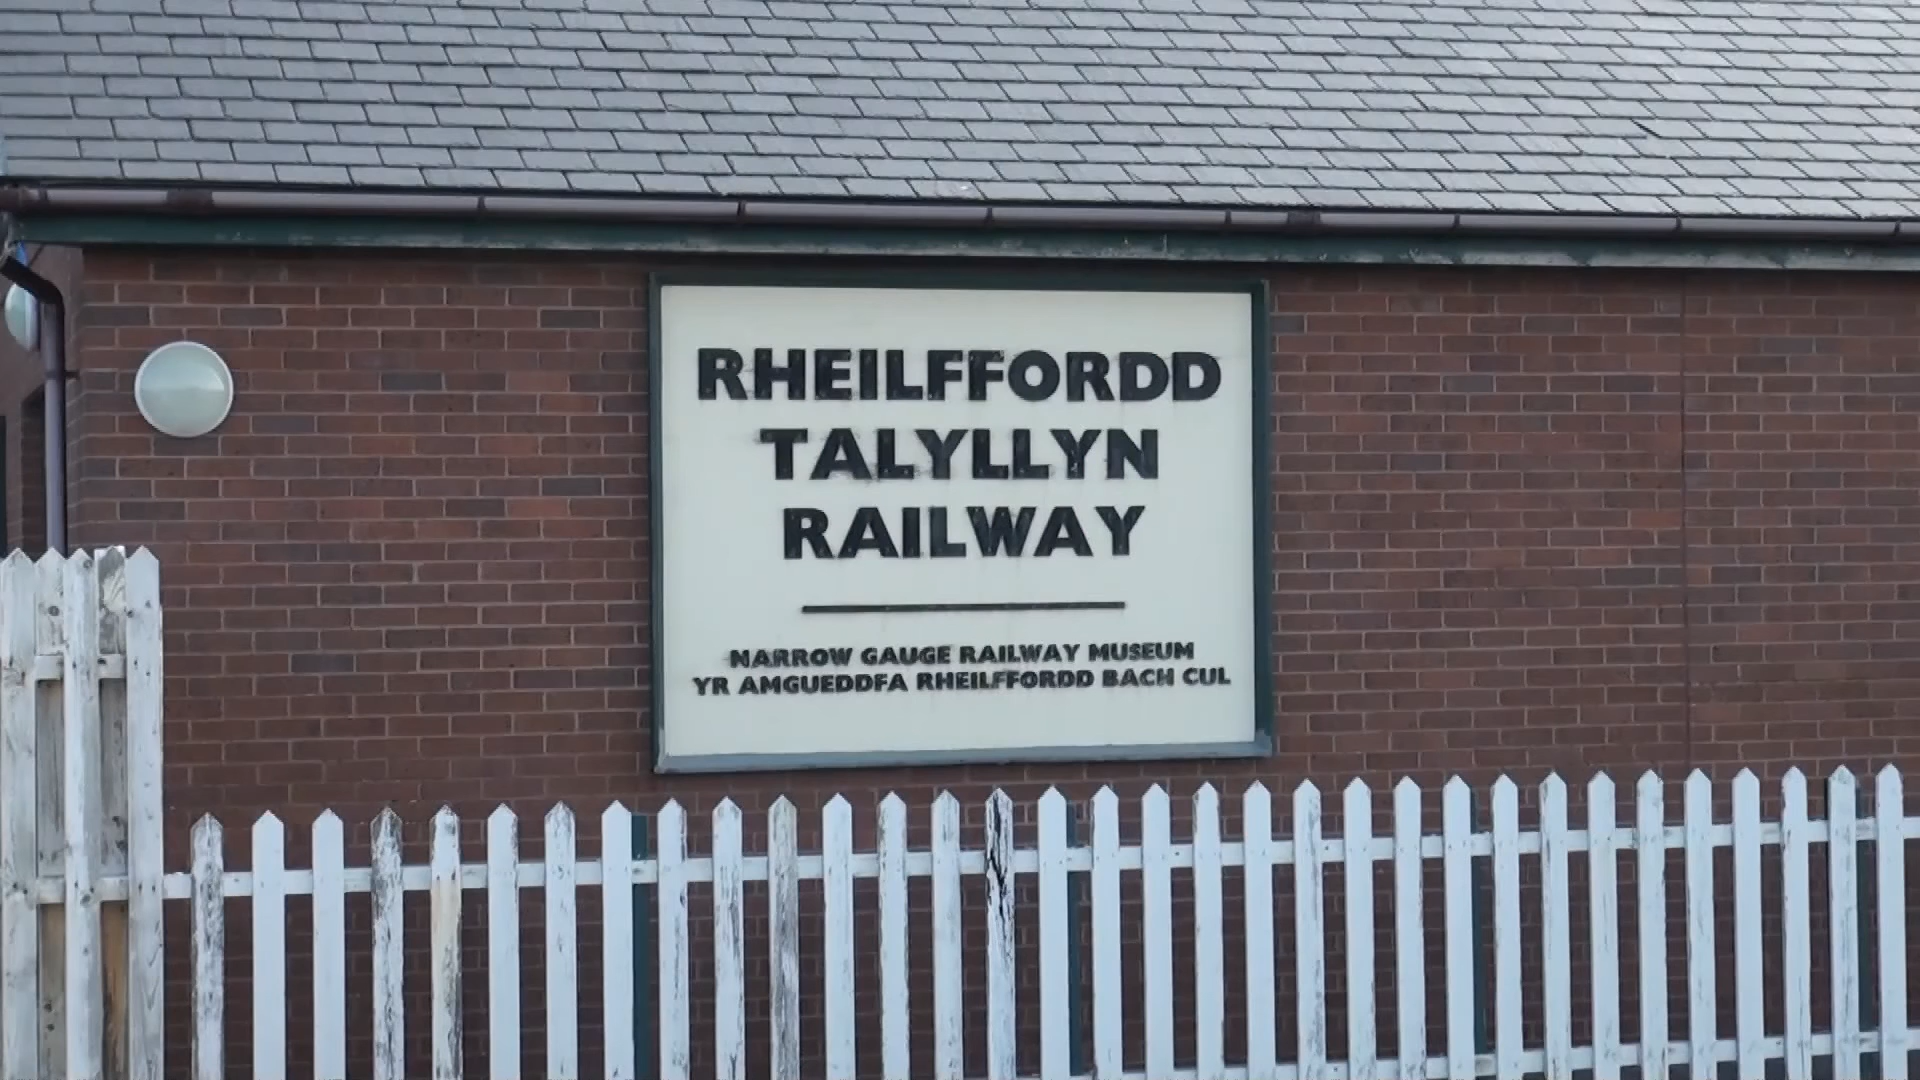 RHEILFFORDD
TALYLLYN
RAILWAY
NARROW GAUGE RAILWAY MUSEUM
YR AMGUEDDFA RHEILFFORDD BACH CUL